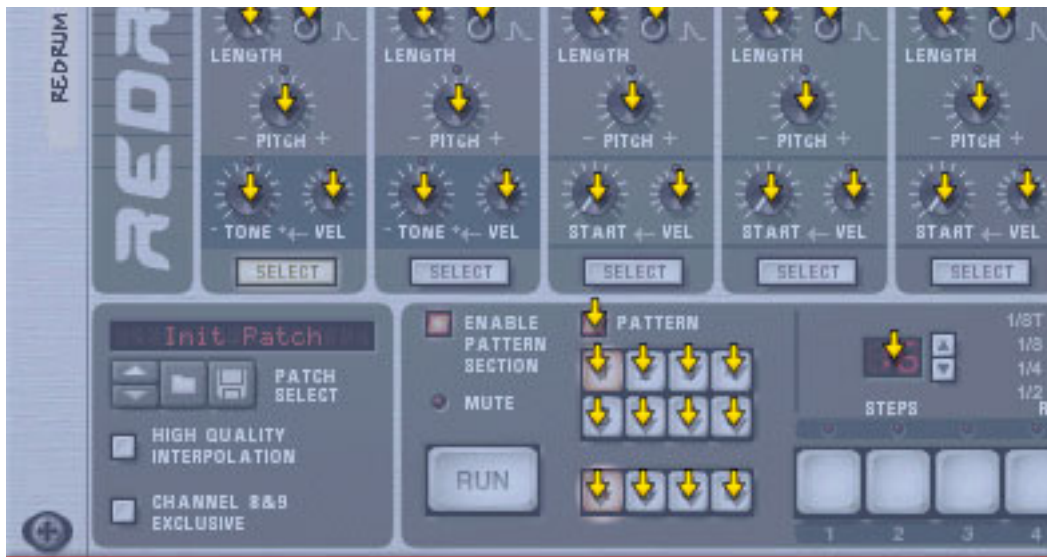 REDRUM
REDR
LENGTH LENGTH LENGTH LENGTH LENGTH
- PITCH + - PITCH + - PITCH + - PITCH + - PITCH +
- TONE + ← VEL - TONE + ← VEL START ← VEL START ← VEL START ← VEL
SELECT SELECT SELECT SELECT SELECT
Init Patch
PATCH
SELECT
HIGH QUALITY
INTERPOLATION
CHANNEL 8&9
EXCLUSIVE
ENABLE
PATTERN
SECTION
MUTE
RUN
PATTERN
STEPS
1/8T
1/8
1/4
1/2
R
1 2 3 4